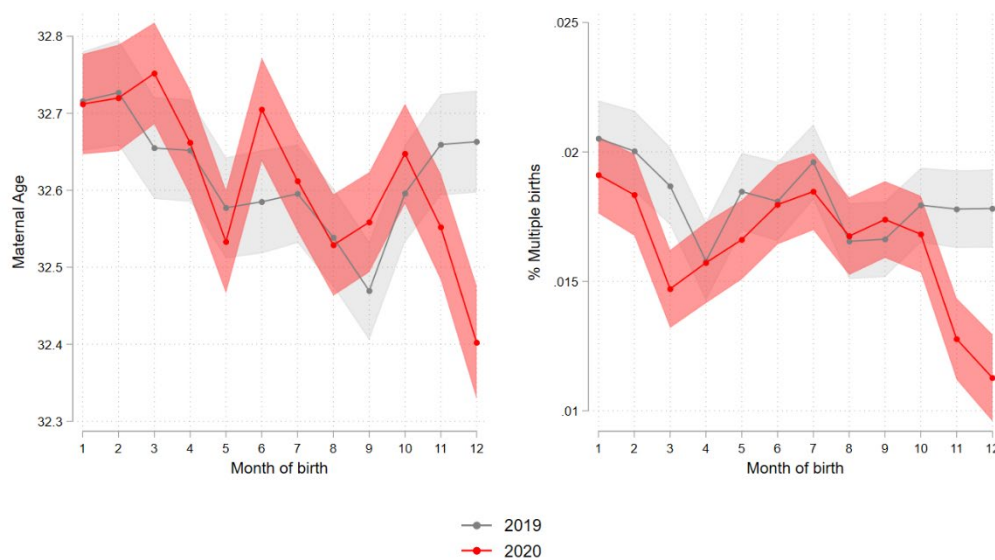 32.8
32.7
32.6
32.5
32.4
32.3
Maternal Age
1 2 3 4 5 6 7 8 9 10 11 12
Month of birth
.025
.02
.015
.01
% Multiple births
1 2 3 4 5 6 7 8 9 10 11 12
Month of birth
2019
2020